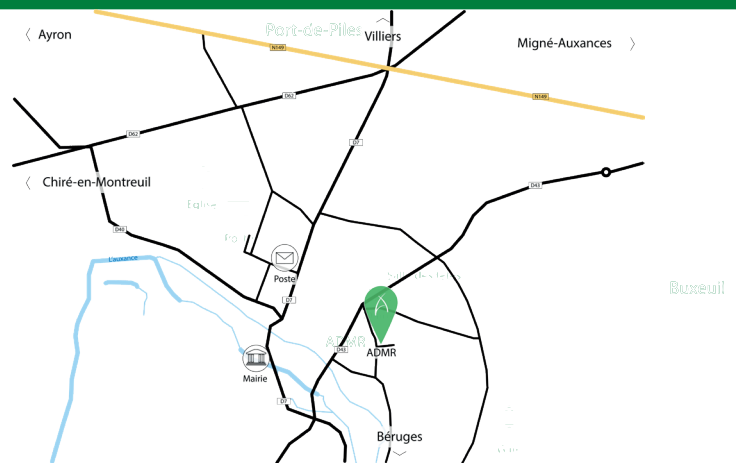 Ayron
Port-de-Piles
Villiers
Migné-Auxances
N149
D62
N149
D62
D7
Chiré-en-Montreuil
D43
Eglise
D40
L'auxance
Poste
Buxeuil
D7
ADMR
D43
ADMR
Mairie
D7
Béruges